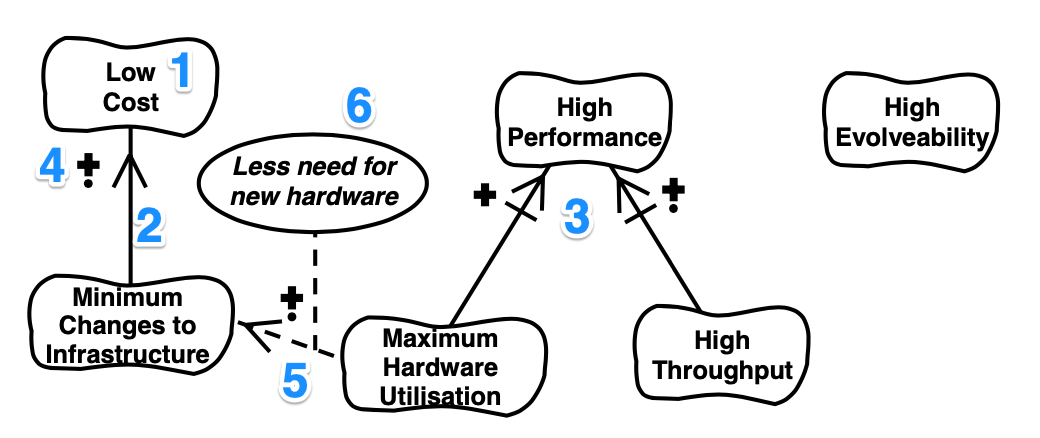 Low
Cost
1
6
High
Performance
High
Evolveability
4
Less need for
new hardware
2
+
3
Minimum
Changes to
Infrastructure
5
Maximum
Hardware
Utilisation
High
Throughput